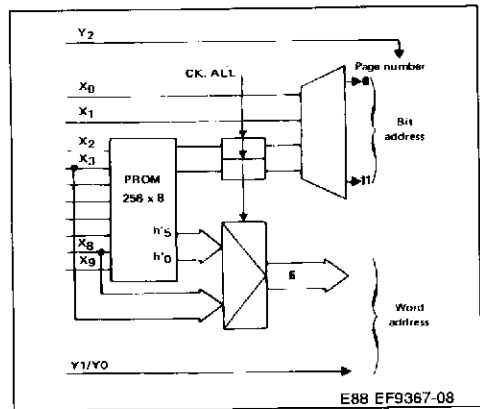 Y2
CK. ALL
Page number
X0
X1
Bit
address
X2
X3
PROM
256 x 8
h'5
h'0
X8
X9
6
Word
address
Y1/Y0
E88 EF9367-08